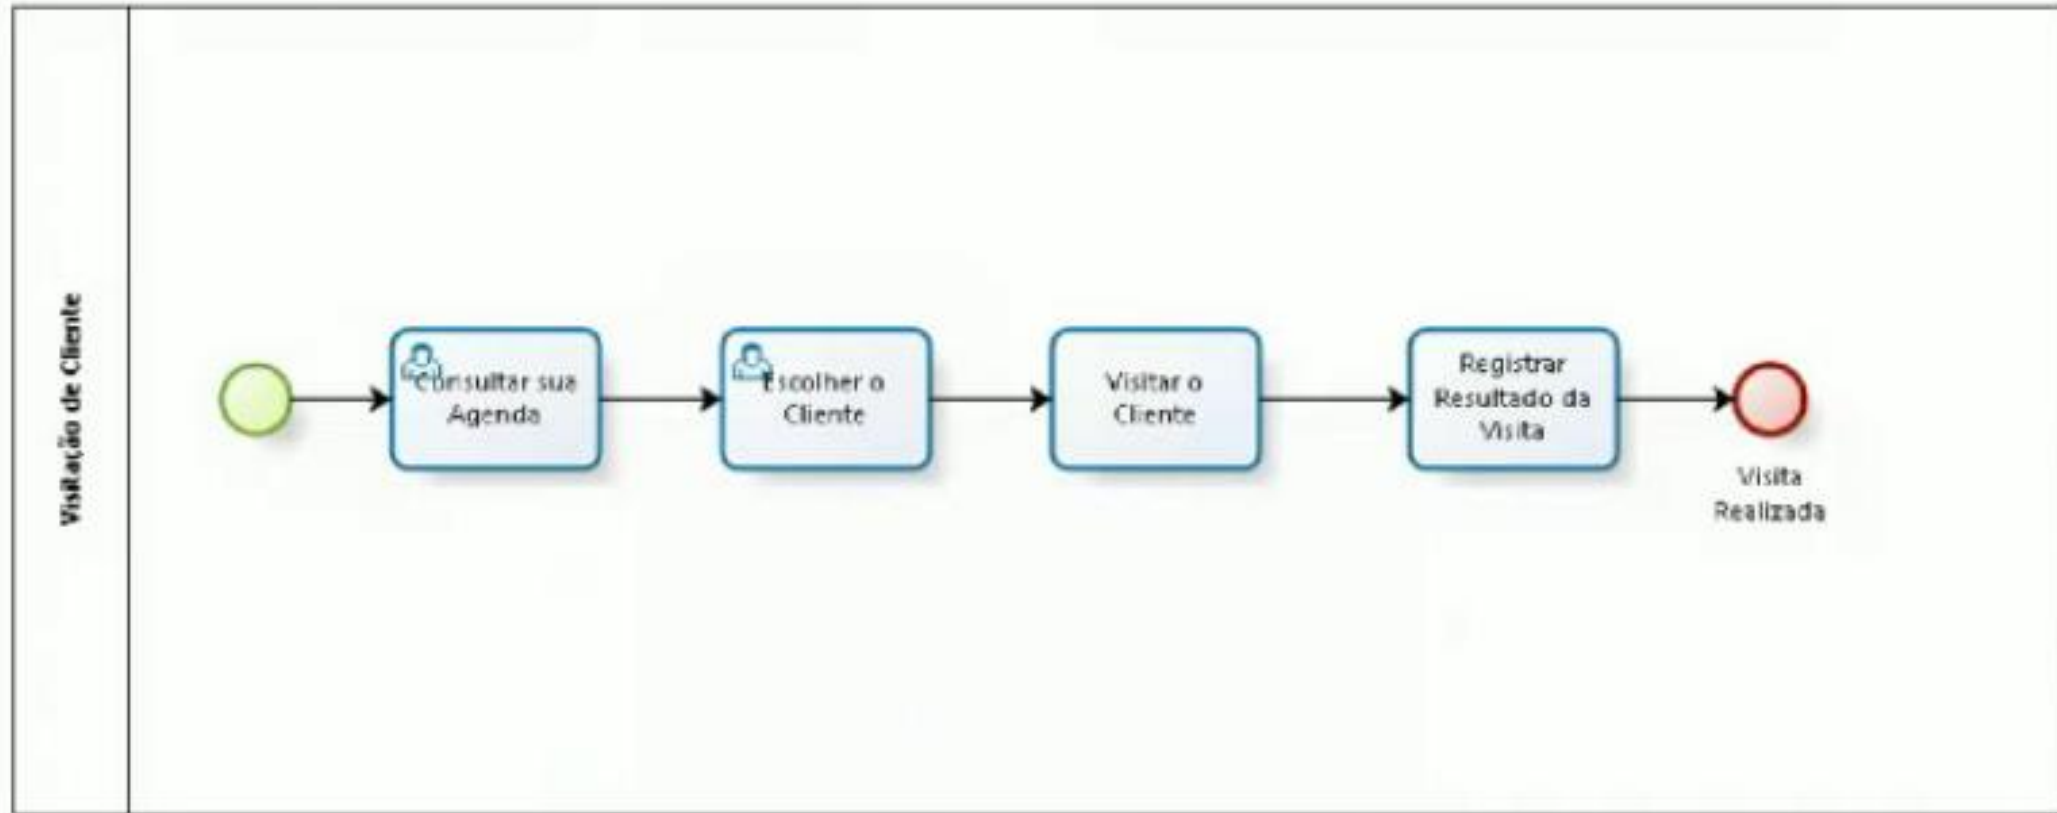 Visitação de Cliente
Consultar sua
Agenda
Escolher o
Cliente
Visitar o
Cliente
Registrar
Resultado da
Visita
Visita
Realizada